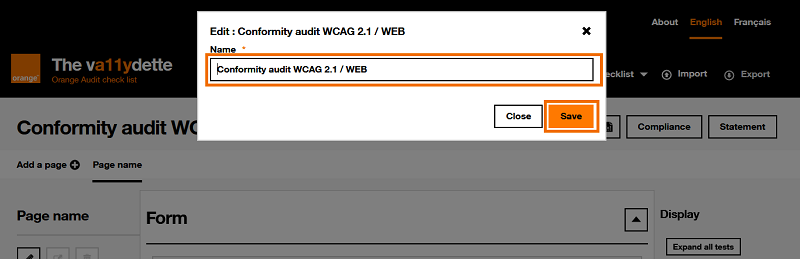 About English Français
Edit : Conformity audit WCAG 2.1 / WEB
Name *
Conformity audit WCAG 2.1 / WEB
Close Save
orange
The va11ydette
Orange Audit check list
ecklist Import Export
Conformity audit WC
Compliance Statement
Add a page Page name
Page name
Form
Display
Expand all tests